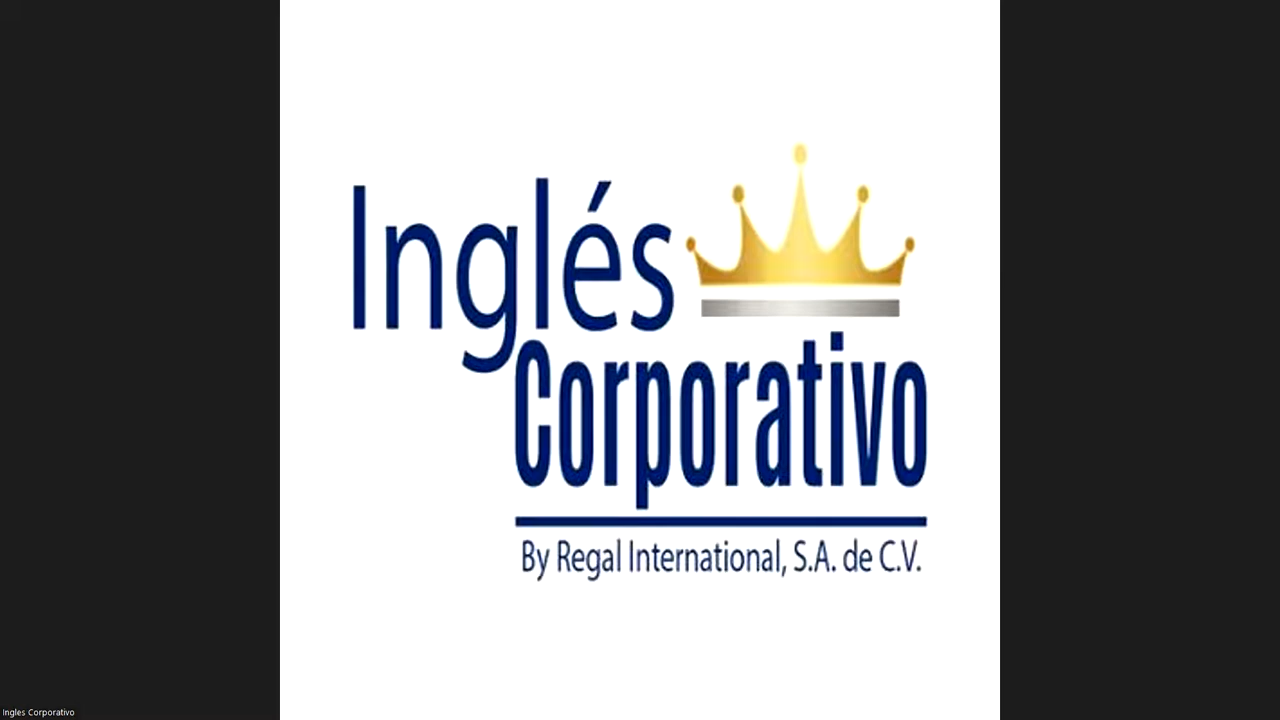 Inglés
Corporativo
By Regal International, S.A. de C.V.
Ingles Corporativo